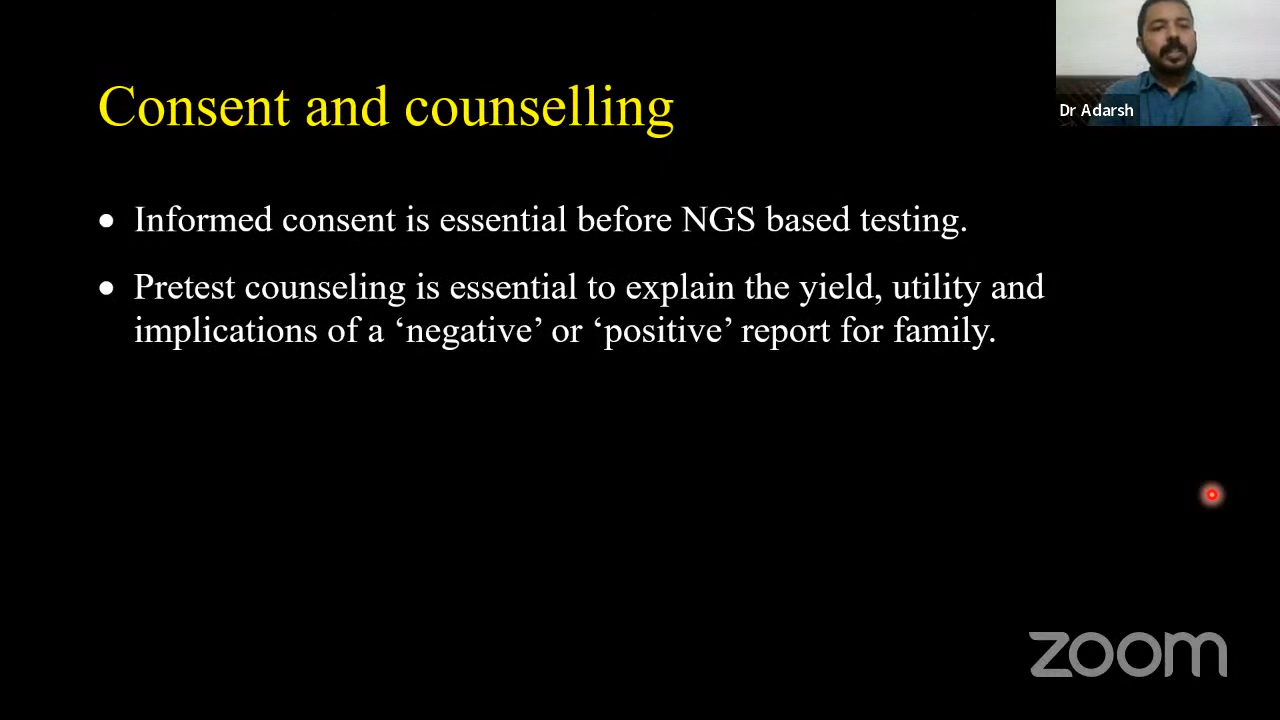 Consent and counselling
Dr Adarsh
• Informed consent is essential before NGS based testing.
• Pretest counseling is essential to explain the yield, utility and
implications of a ‘negative’ or ‘positive’ report for family.
zoom